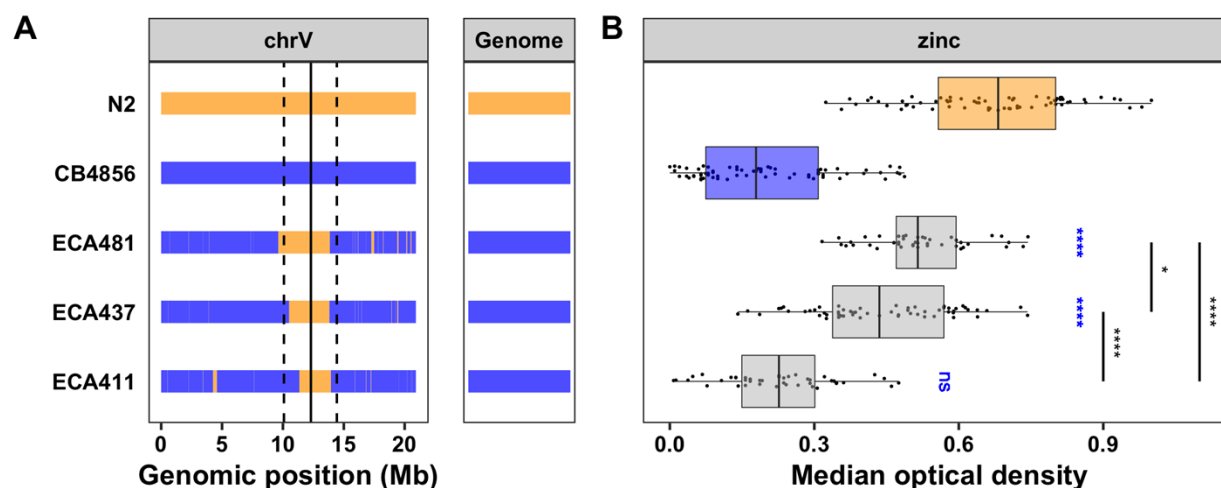 A
chrV
Genome
B
zinc
N2
CB4856
ECA481
****
*
****
ECA437
****
****
ECA411
ns
0 5 10 15 20
0.0 0.3 0.6 0.9
Genomic position (Mb)
Median optical density